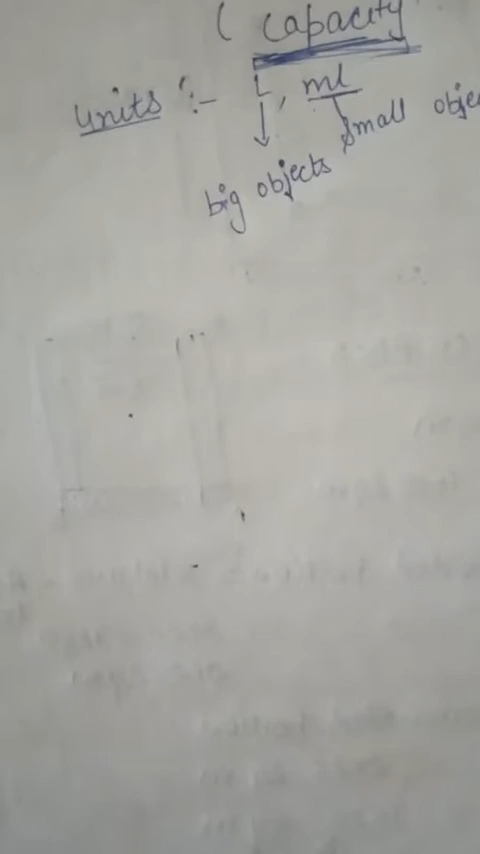 ( Capacity
units :- L, ml
small obje
big objects